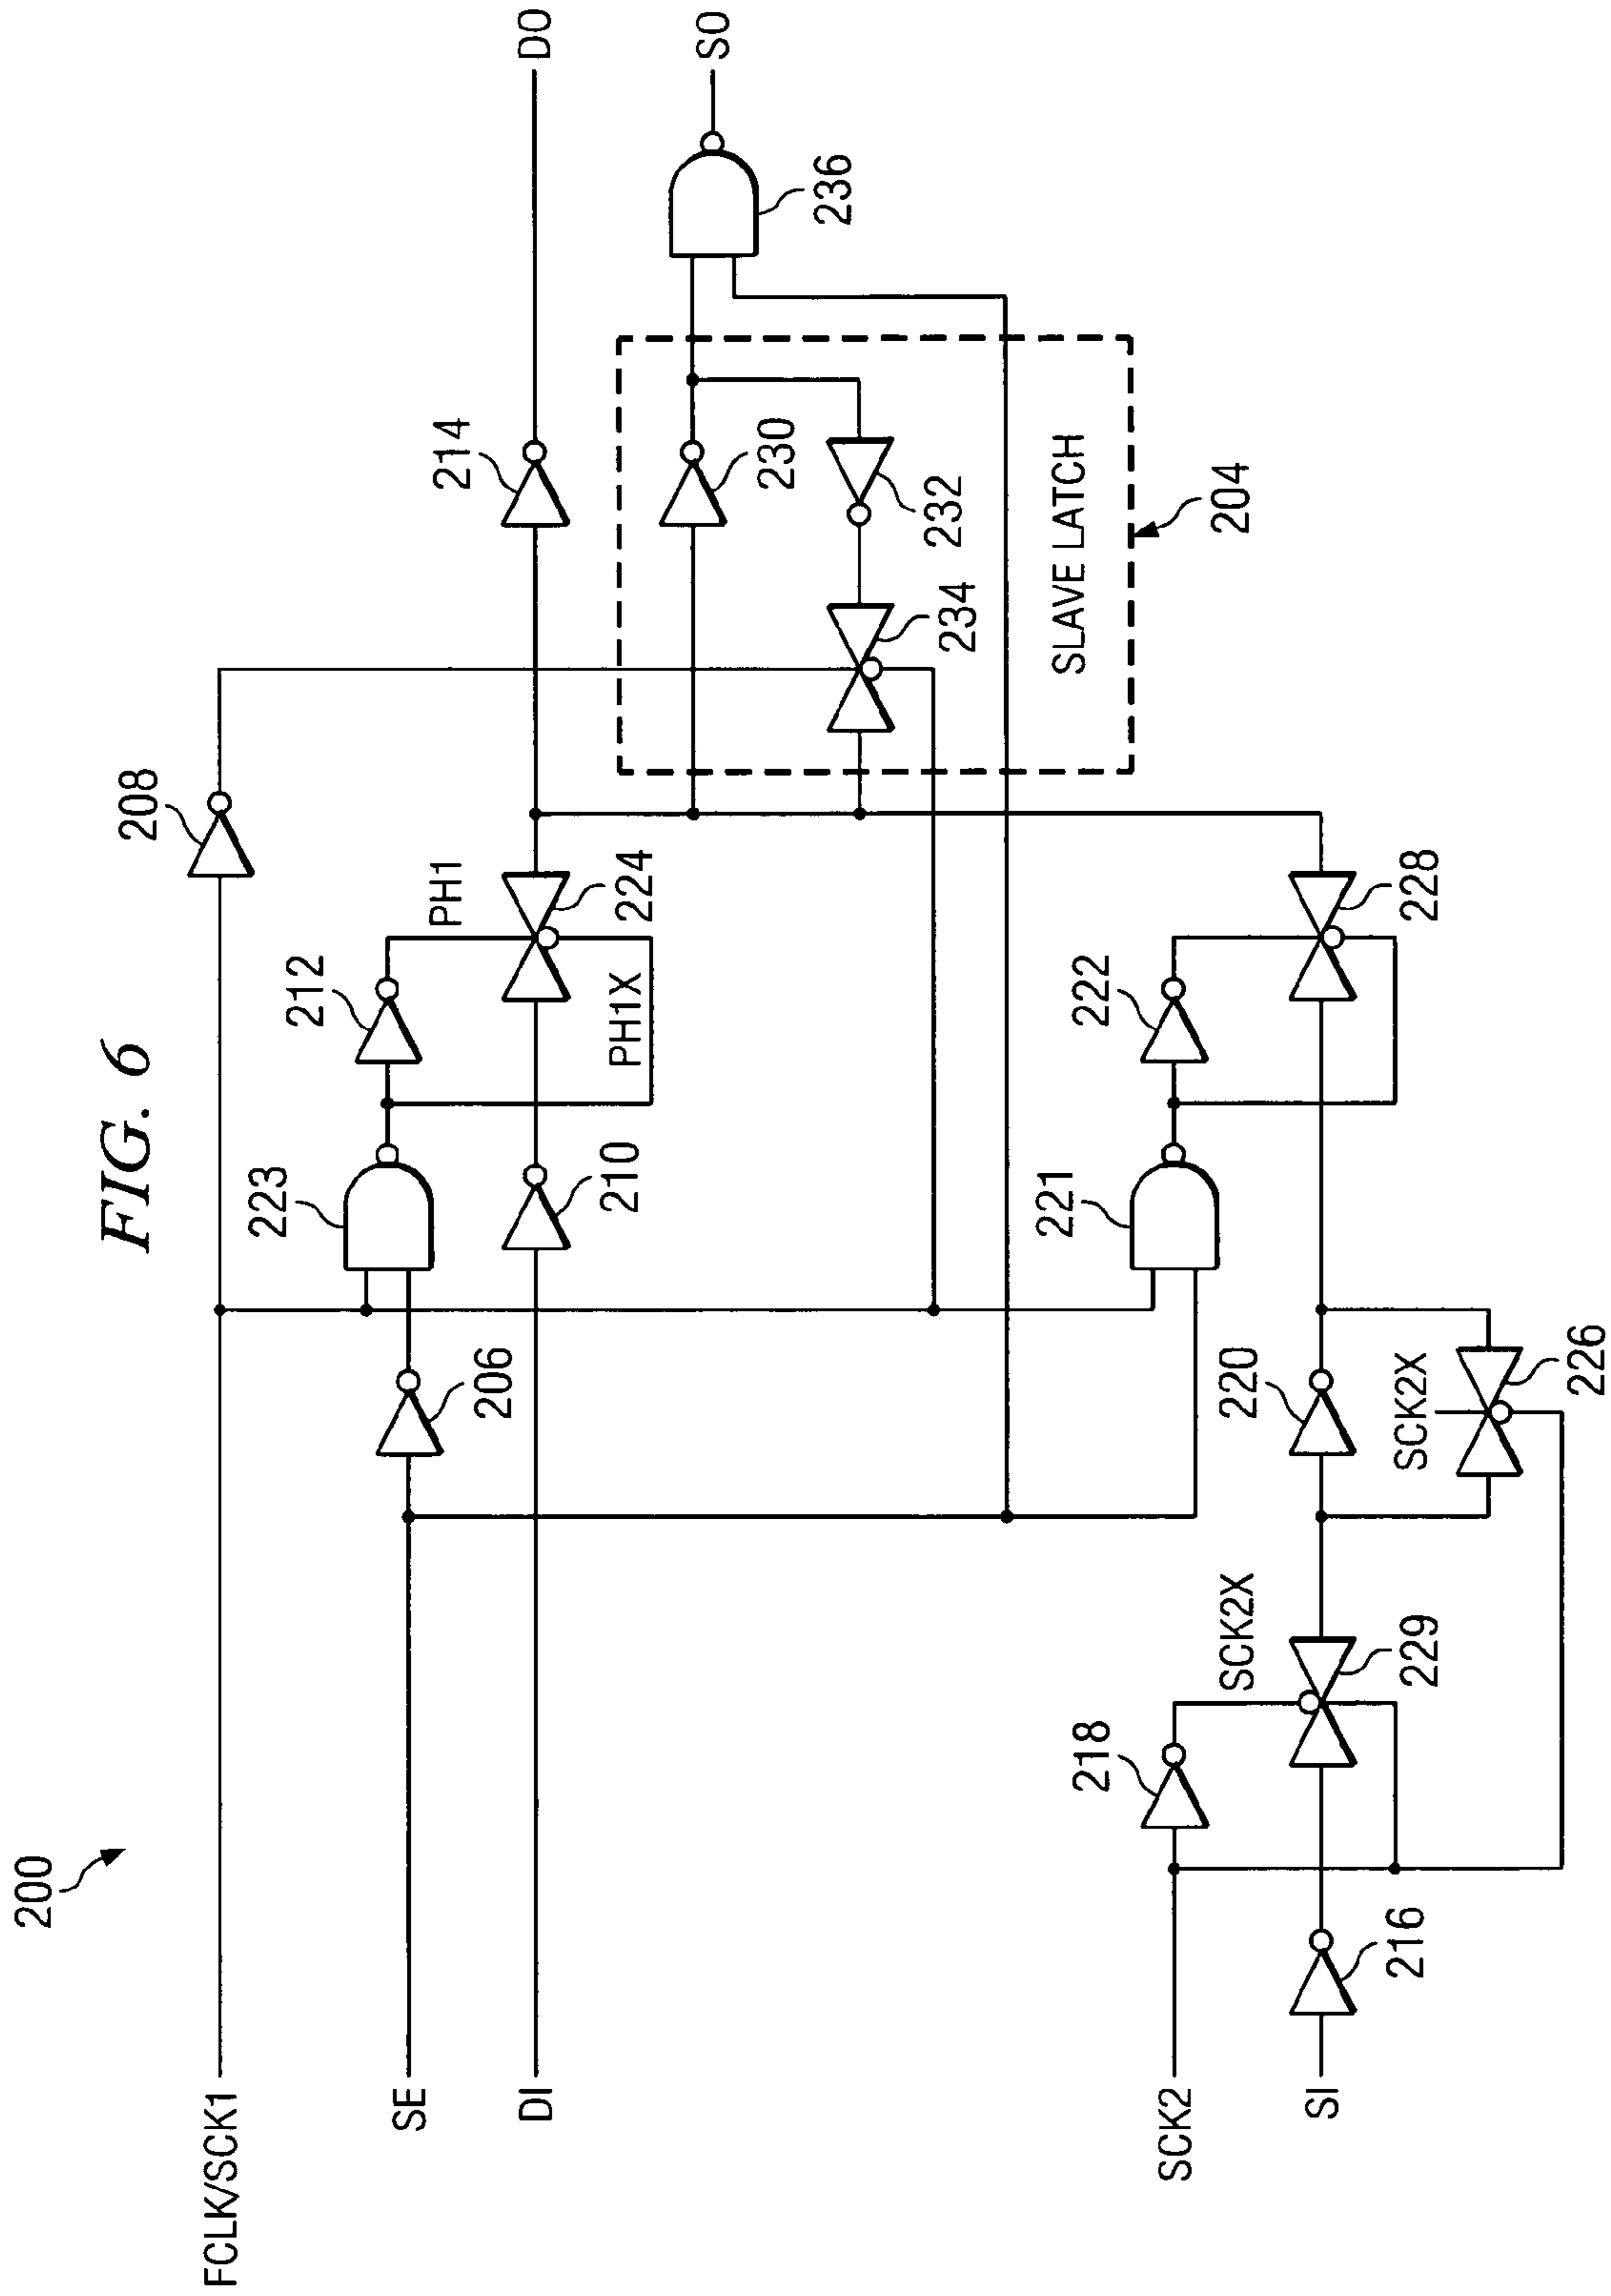 FIG. 6
200
FCLK/SCK1
208
SE
206
223
212
PH1
DI
210
PH1X
224
214
DO
230
232
234
SLAVE LATCH
204
236
SO
SCK2
218
SCK2X
229
221
222
228
SI
216
220
SCK2X
226